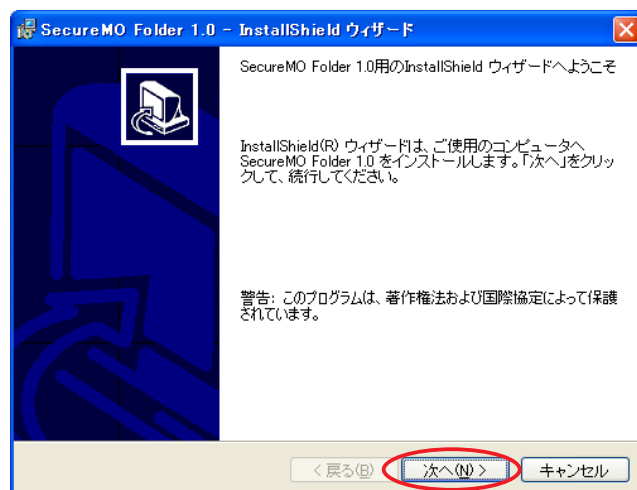 SecureMO Folder 1.0 - InstallShield ウィザード
SecureMO Folder 1.0用のInstallShield ウィザードへようこそ
InstallShield(R) ウィザードは、ご使用のコンピュータへ
SecureMO Folder 1.0 をインストールします。「次へ」をクリッ
クして、続行してください。
警告: このプログラムは、著作権法および国際協定によって保護
されています。
< 戻る(B) 次へ(N) > キャンセル